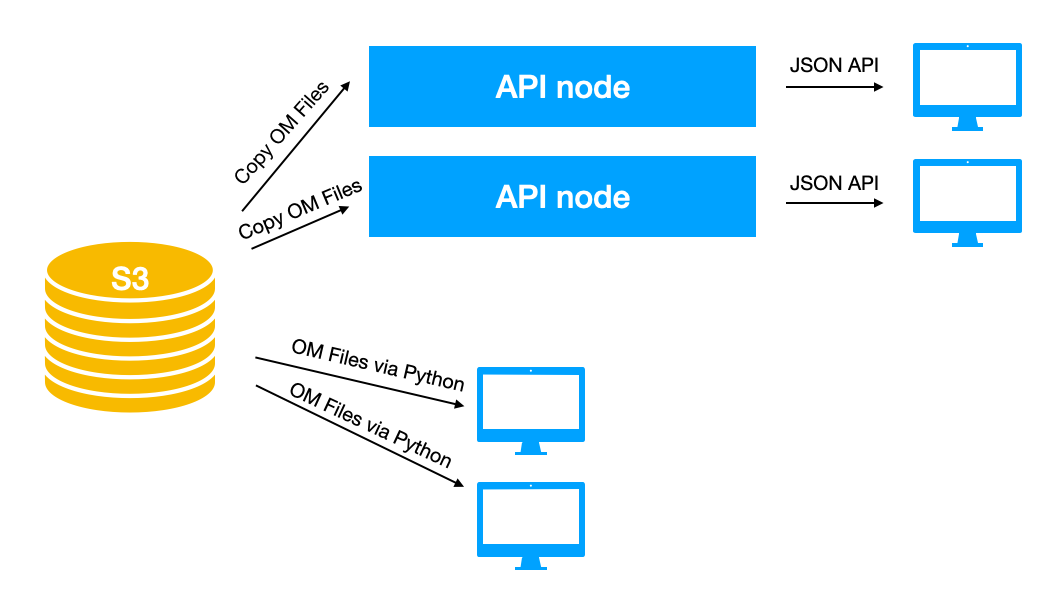 API node
JSON API
Copy OM Files
API node
JSON API
Copy OM Files
S3
OM Files via Python
OM Files via Python